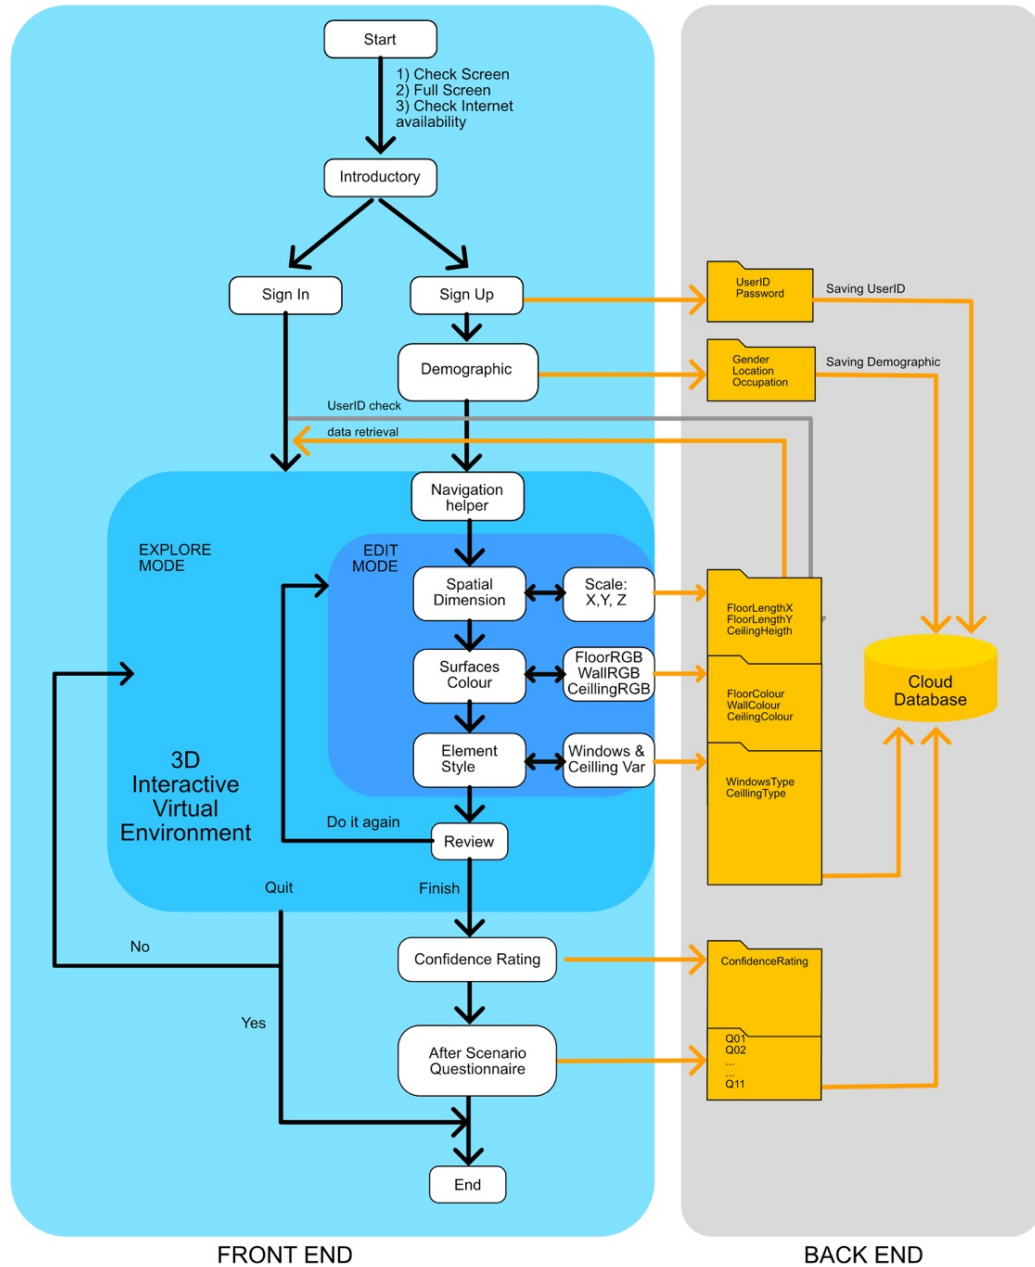 Start
1) Check Screen
2) Full Screen
3) Check Internet
availability
Introductory
Sign In
Sign Up
UserID
Password
Saving UserID
Demographic
Gender
Location
Occupation
Saving Demographic
UserID check
data retrieval
Navigation
helper
EXPLORE
MODE
EDIT
MODE
Spatial
Dimension
Scale:
X,Y, Z
FloorLengthX
FloorLengthY
CeilingHeigth
Surfaces
Colour
FloorRGB
WallRGB
CeillingRGB
FloorColour
WallColour
CeilingColour
Cloud
Database
3D
Interactive
Virtual
Environment
Element
Style
Windows &
Ceilling Var
WindowsType
CeillingType
Do it again
Review
Quit
Finish
No
Confidence Rating
ConfidenceRating
Yes
After Scenario
Questionnaire
Q01
Q02
...
...
Q11
End
FRONT END
BACK END